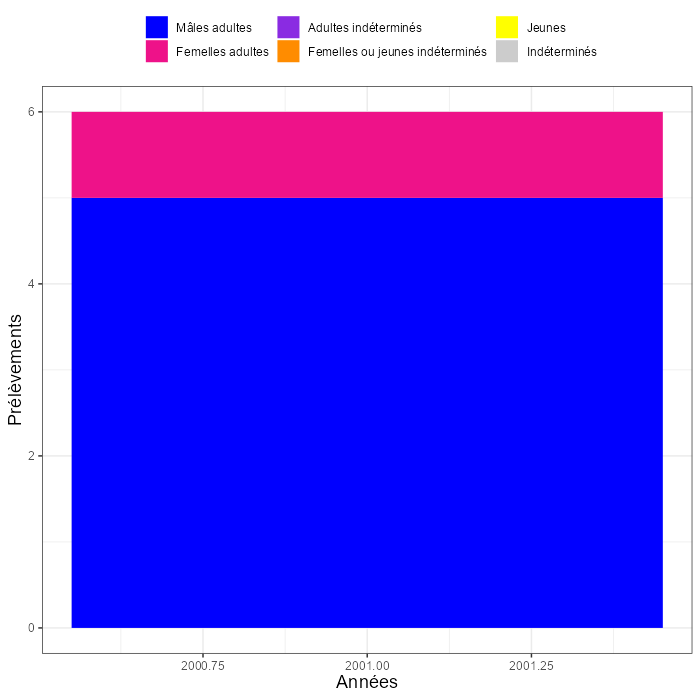 Mâles adultes
Adultes indéterminés
Jeunes
Femelles adultes
Femelles ou jeunes indéterminés
Indéterminés
Prélèvements
6
4
2
0
2000.75
2001.00
2001.25
Années